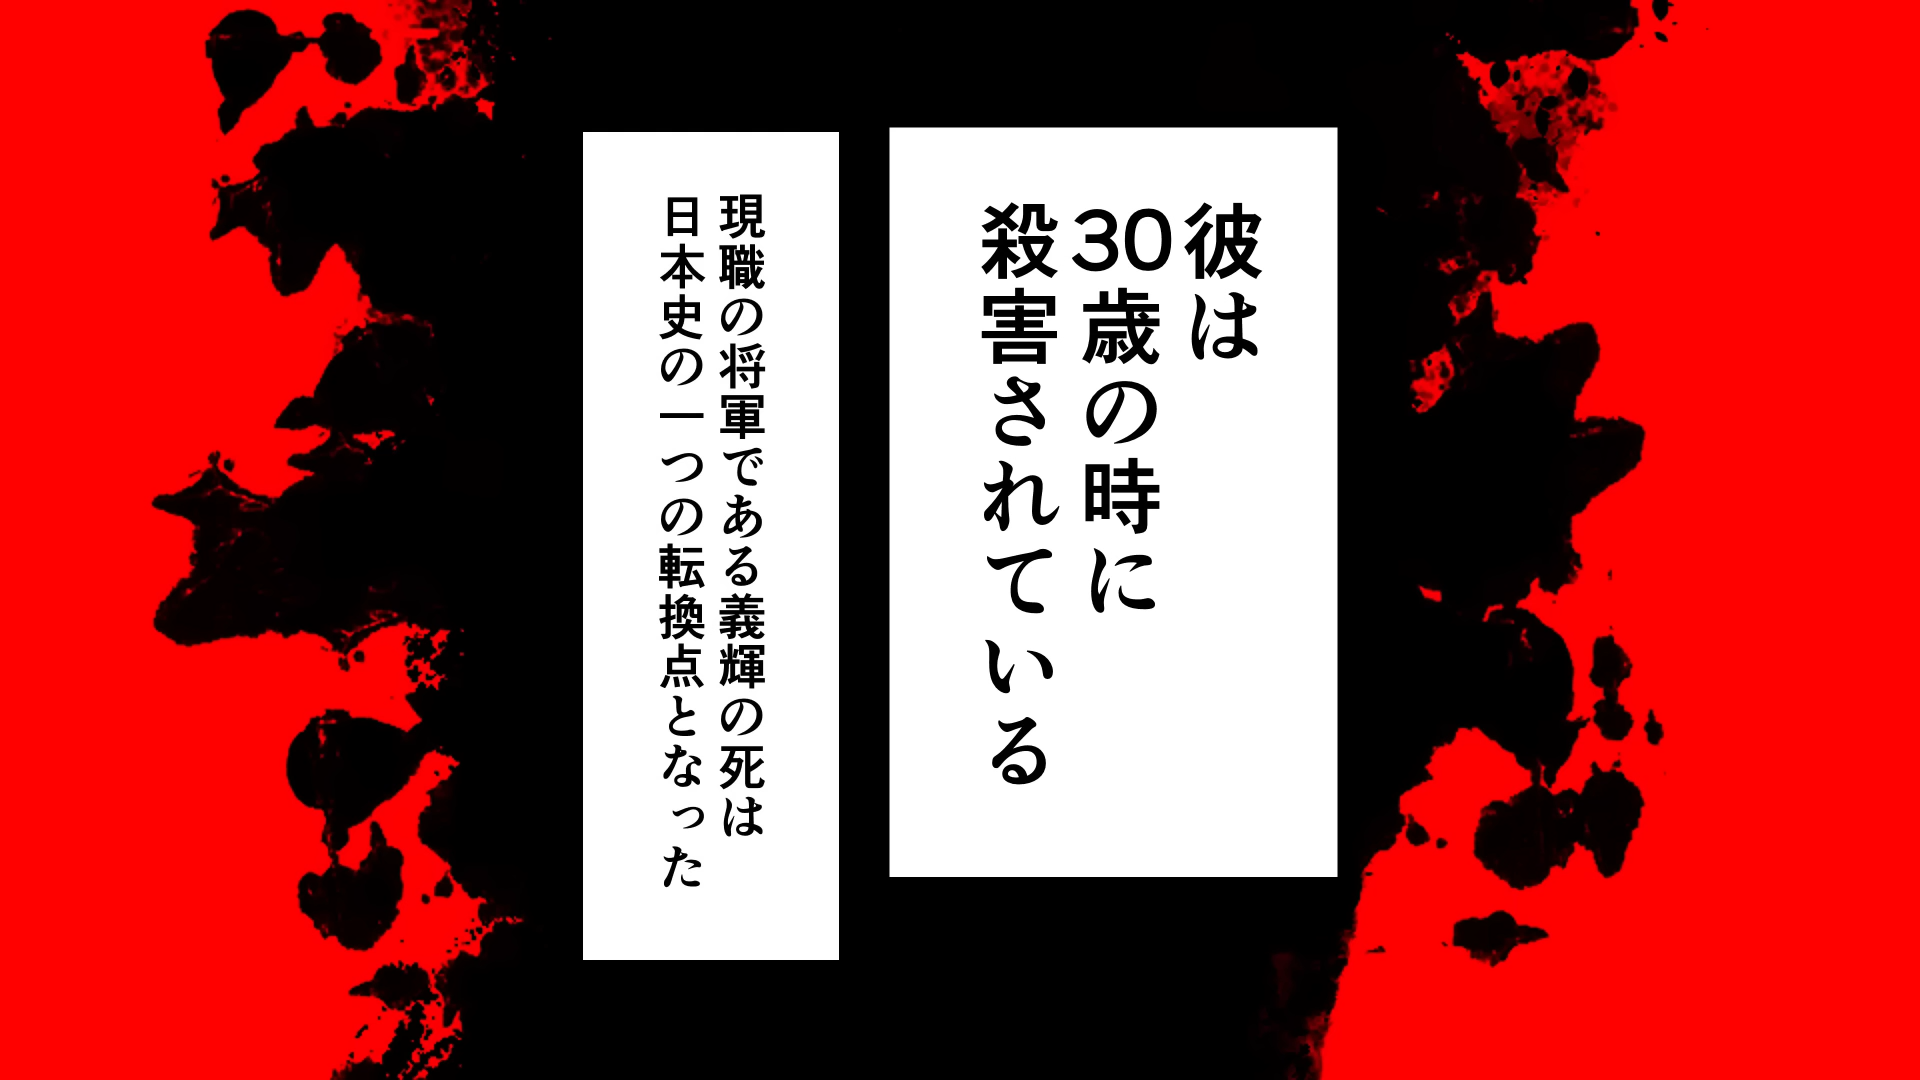 彼は
30歳の時に
殺害されている
現職の将軍である義輝の死は
日本史の一つの転換点となった